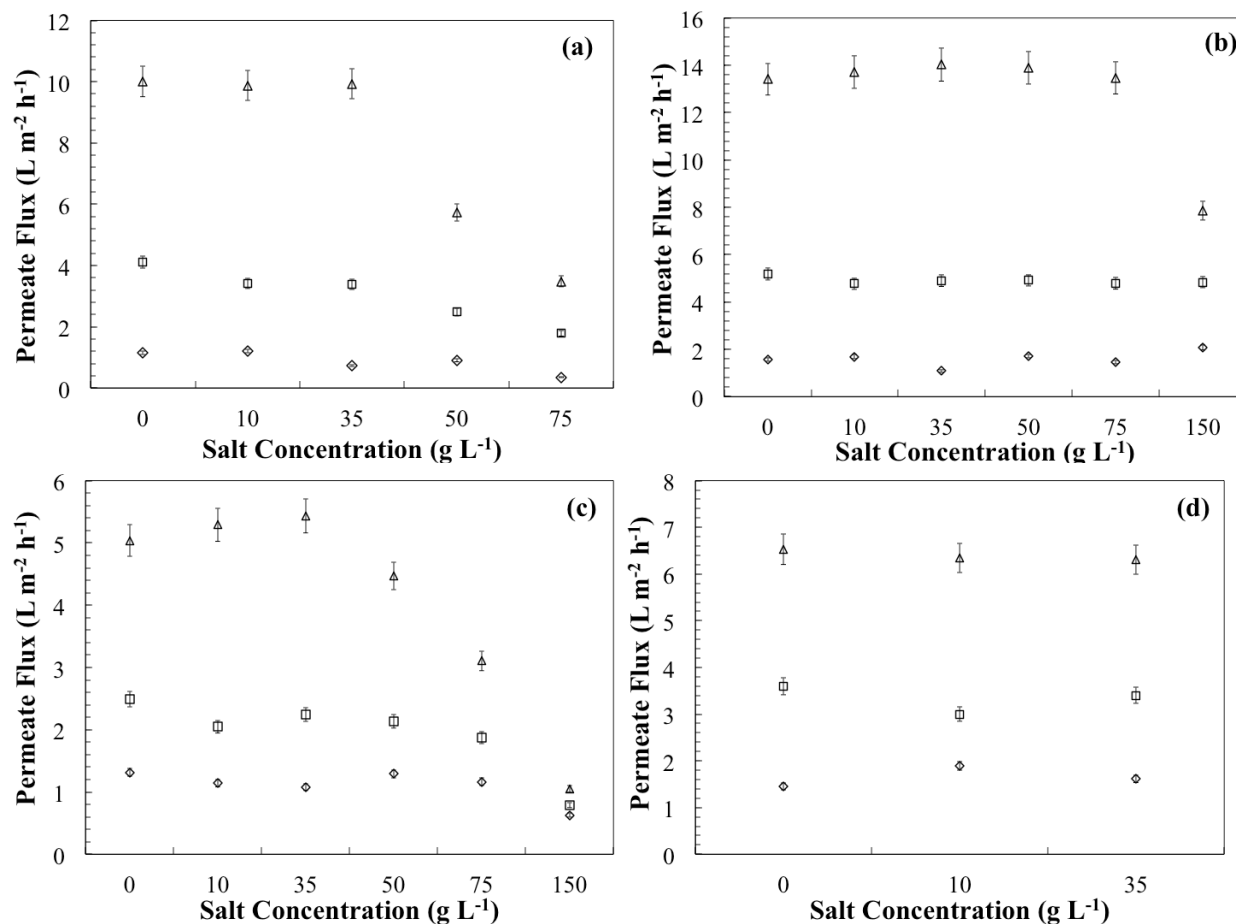 (a)
Permeate Flux (L m⁻² h⁻¹)
12
10
8
6
4
2
0
0 10 35 50 75
Salt Concentration (g L⁻¹)
(b)
Permeate Flux (L m⁻² h⁻¹)
16
14
12
10
8
6
4
2
0
0 10 35 50 75 150
Salt Concentration (g L⁻¹)
(c)
Permeate Flux (L m⁻² h⁻¹)
6
5
4
3
2
1
0
0 10 35 50 75 150
Salt Concentration (g L⁻¹)
(d)
Permeate Flux (L m⁻² h⁻¹)
8
7
6
5
4
3
2
1
0
0 10 35
Salt Concentration (g L⁻¹)